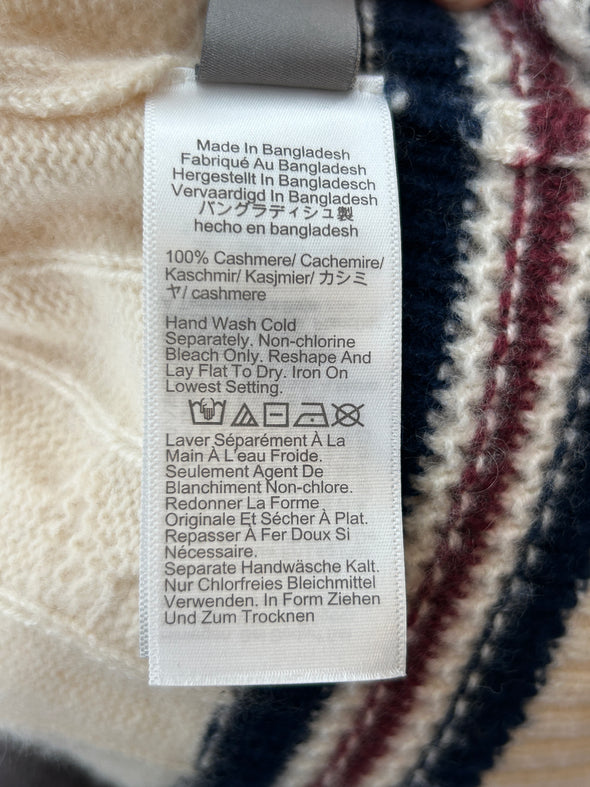 Made In Bangladesh
Fabriqué Au Bangladesh
Hergestellt In Bangladesch
Vervaardigd In Bangladesh
バングラディシュ製
hecho en bangladesh
100% Cashmere/ Cachemire/
Kaschmir/ Kasjmier/ カシミ
ヤ/ cashmere
Hand Wash Cold
Separately. Non-chlorine
Bleach Only. Reshape And
Lay Flat To Dry. Iron On
Lowest Setting.
Laver Séparément À La
Main À L'eau Froide.
Seulement Agent De
Blanchiment Non-chlore.
Redonner La Forme
Originale Et Sécher À Plat.
Repasser À Fer Doux Si
Nécessaire.
Separate Handwäsche Kalt.
Nur Chlorfreies Bleichmittel
Verwenden. In Form Ziehen
Und Zum Trocknen